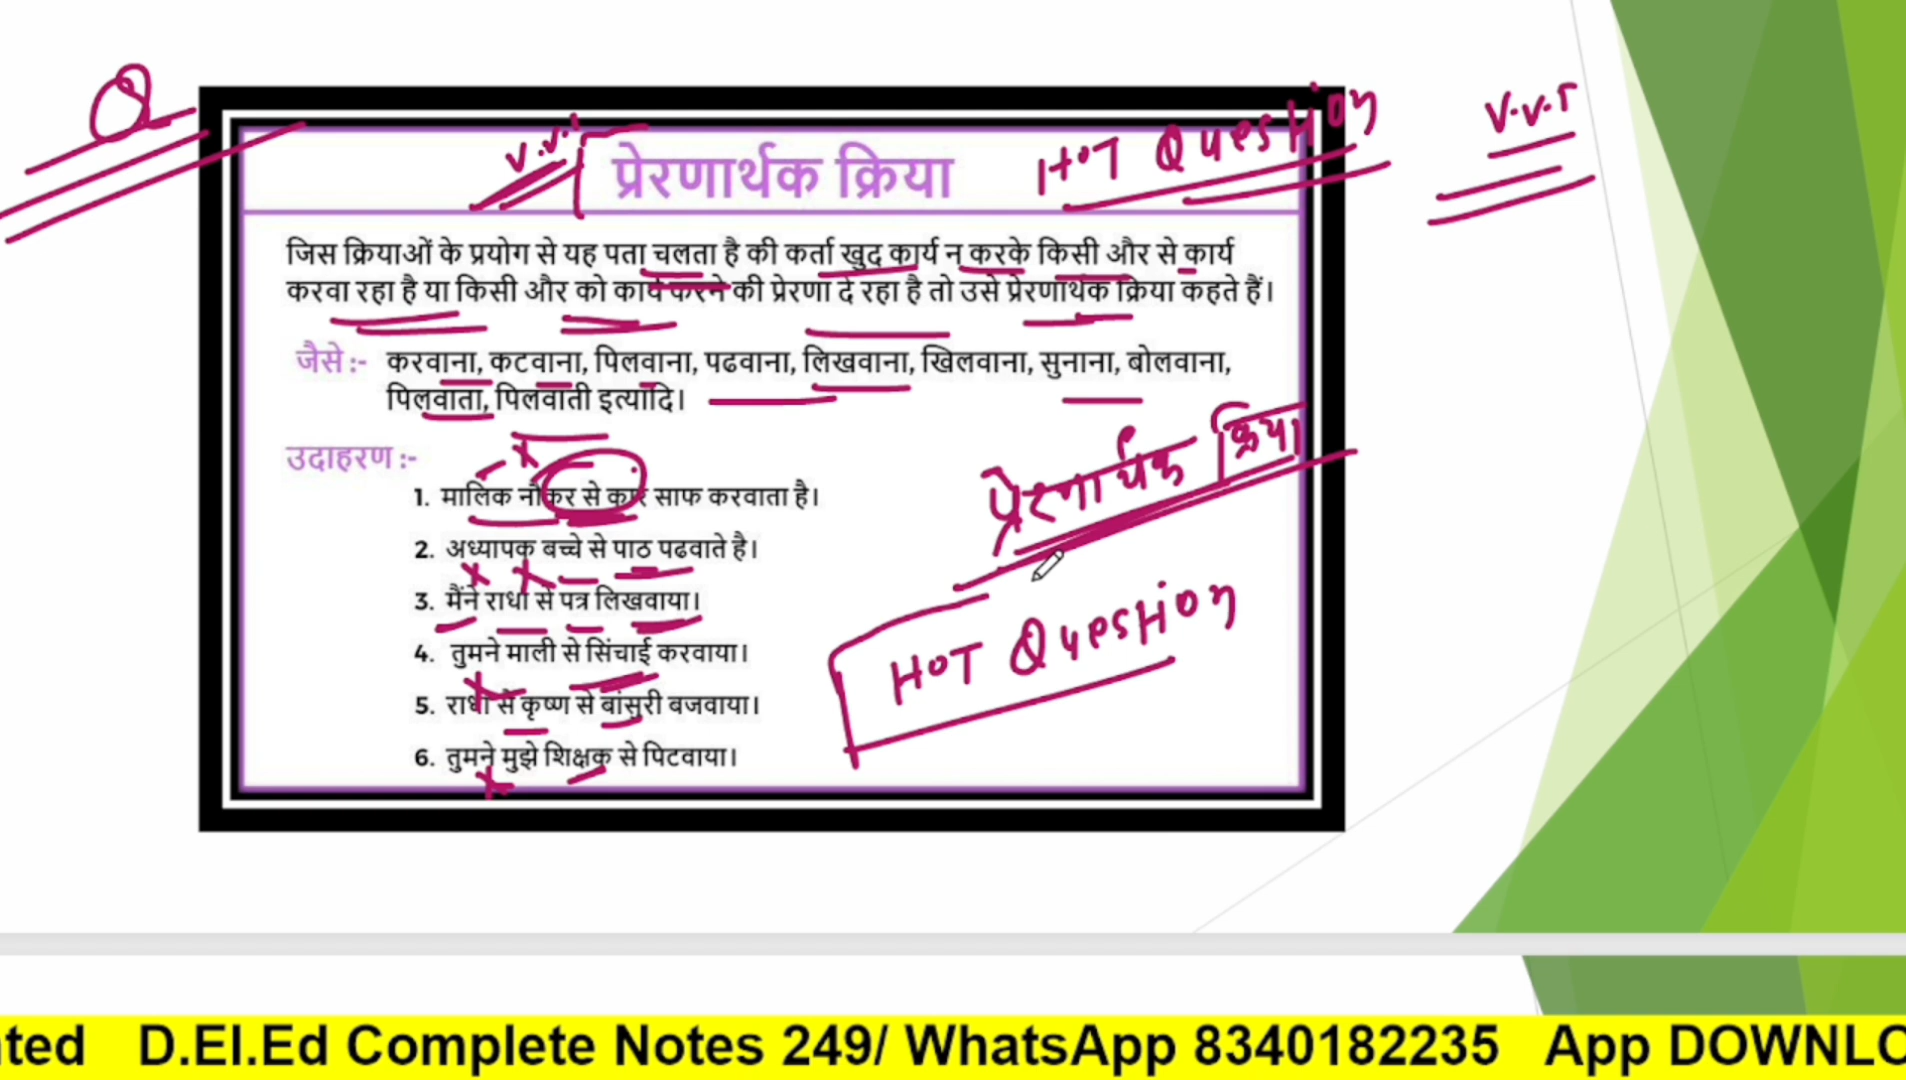 Q
V.V.I
प्रेरणार्थक क्रिया
HOT Question
V.V.I
जिस क्रियाओं के प्रयोग से यह पता चलता है की कर्ता खुद कार्य न करके किसी और से कार्य
करवा रहा है या किसी और को कार्य करने की प्रेरणा दे रहा है तो उसे प्रेरणार्थक क्रिया कहते हैं।
जैसे :- करवाना, कटवाना, पिलवाना, पढवाना, लिखवाना, खिलवाना, सुनाना, बोलवाना,
पिलवाता, पिलवाती इत्यादि।
उदाहरण :-
1. मालिक नौकर से कार साफ करवाता है।
2. अध्यापक बच्चे से पाठ पढवाते है।
3. मैंने राधा से पत्र लिखवाया।
4. तुमने माली से सिंचाई करवाया।
5. राधा से कृष्ण से बांसुरी बजवाया।
6. तुमने मुझे शिक्षक से पिटवाया।
प्रेरणार्थक क्रिया
HOT Question
nted D.El.Ed Complete Notes 249/ WhatsApp 8340182235 App DOWNLO